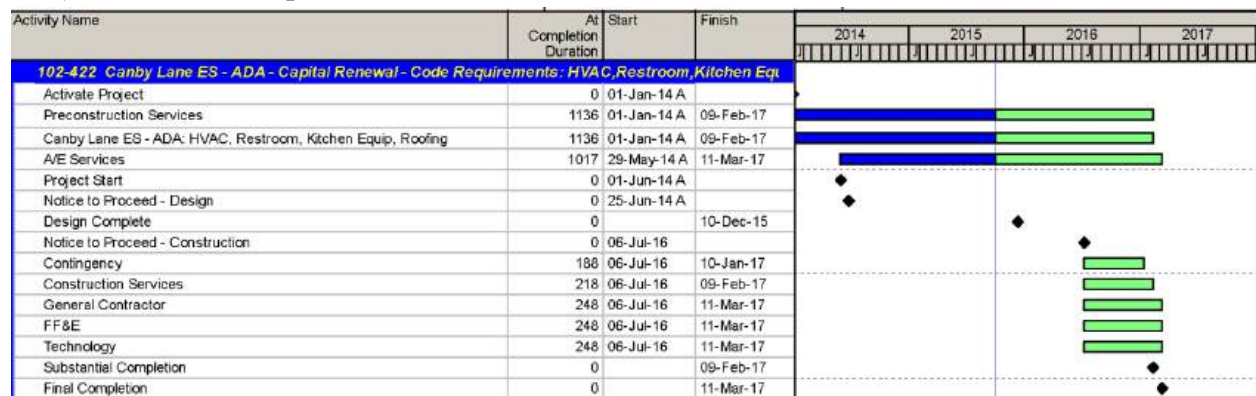 Activity Name At Completion Duration Start Finish 2014 2015 2016 2017
J J J J
102-422 Canby Lane ES - ADA - Capital Renewal - Code Requirements: HVAC,Restroom,Kitchen Equ
Activate Project 0 01-Jan-14 A
Preconstruction Services 1136 01-Jan-14 A 09-Feb-17
Canby Lane ES - ADA: HVAC, Restroom, Kitchen Equip, Roofing 1136 01-Jan-14 A 09-Feb-17
A/E Services 1017 29-May-14 A 11-Mar-17
Project Start 0 01-Jun-14 A
Notice to Proceed - Design 0 25-Jun-14 A
Design Complete 0 10-Dec-15
Notice to Proceed - Construction 0 06-Jul-16
Contingency 188 06-Jul-16 10-Jan-17
Construction Services 218 06-Jul-16 09-Feb-17
General Contractor 248 06-Jul-16 11-Mar-17
FF&E 248 06-Jul-16 11-Mar-17
Technology 248 06-Jul-16 11-Mar-17
Substantial Completion 0 09-Feb-17
Final Completion 0 11-Mar-17